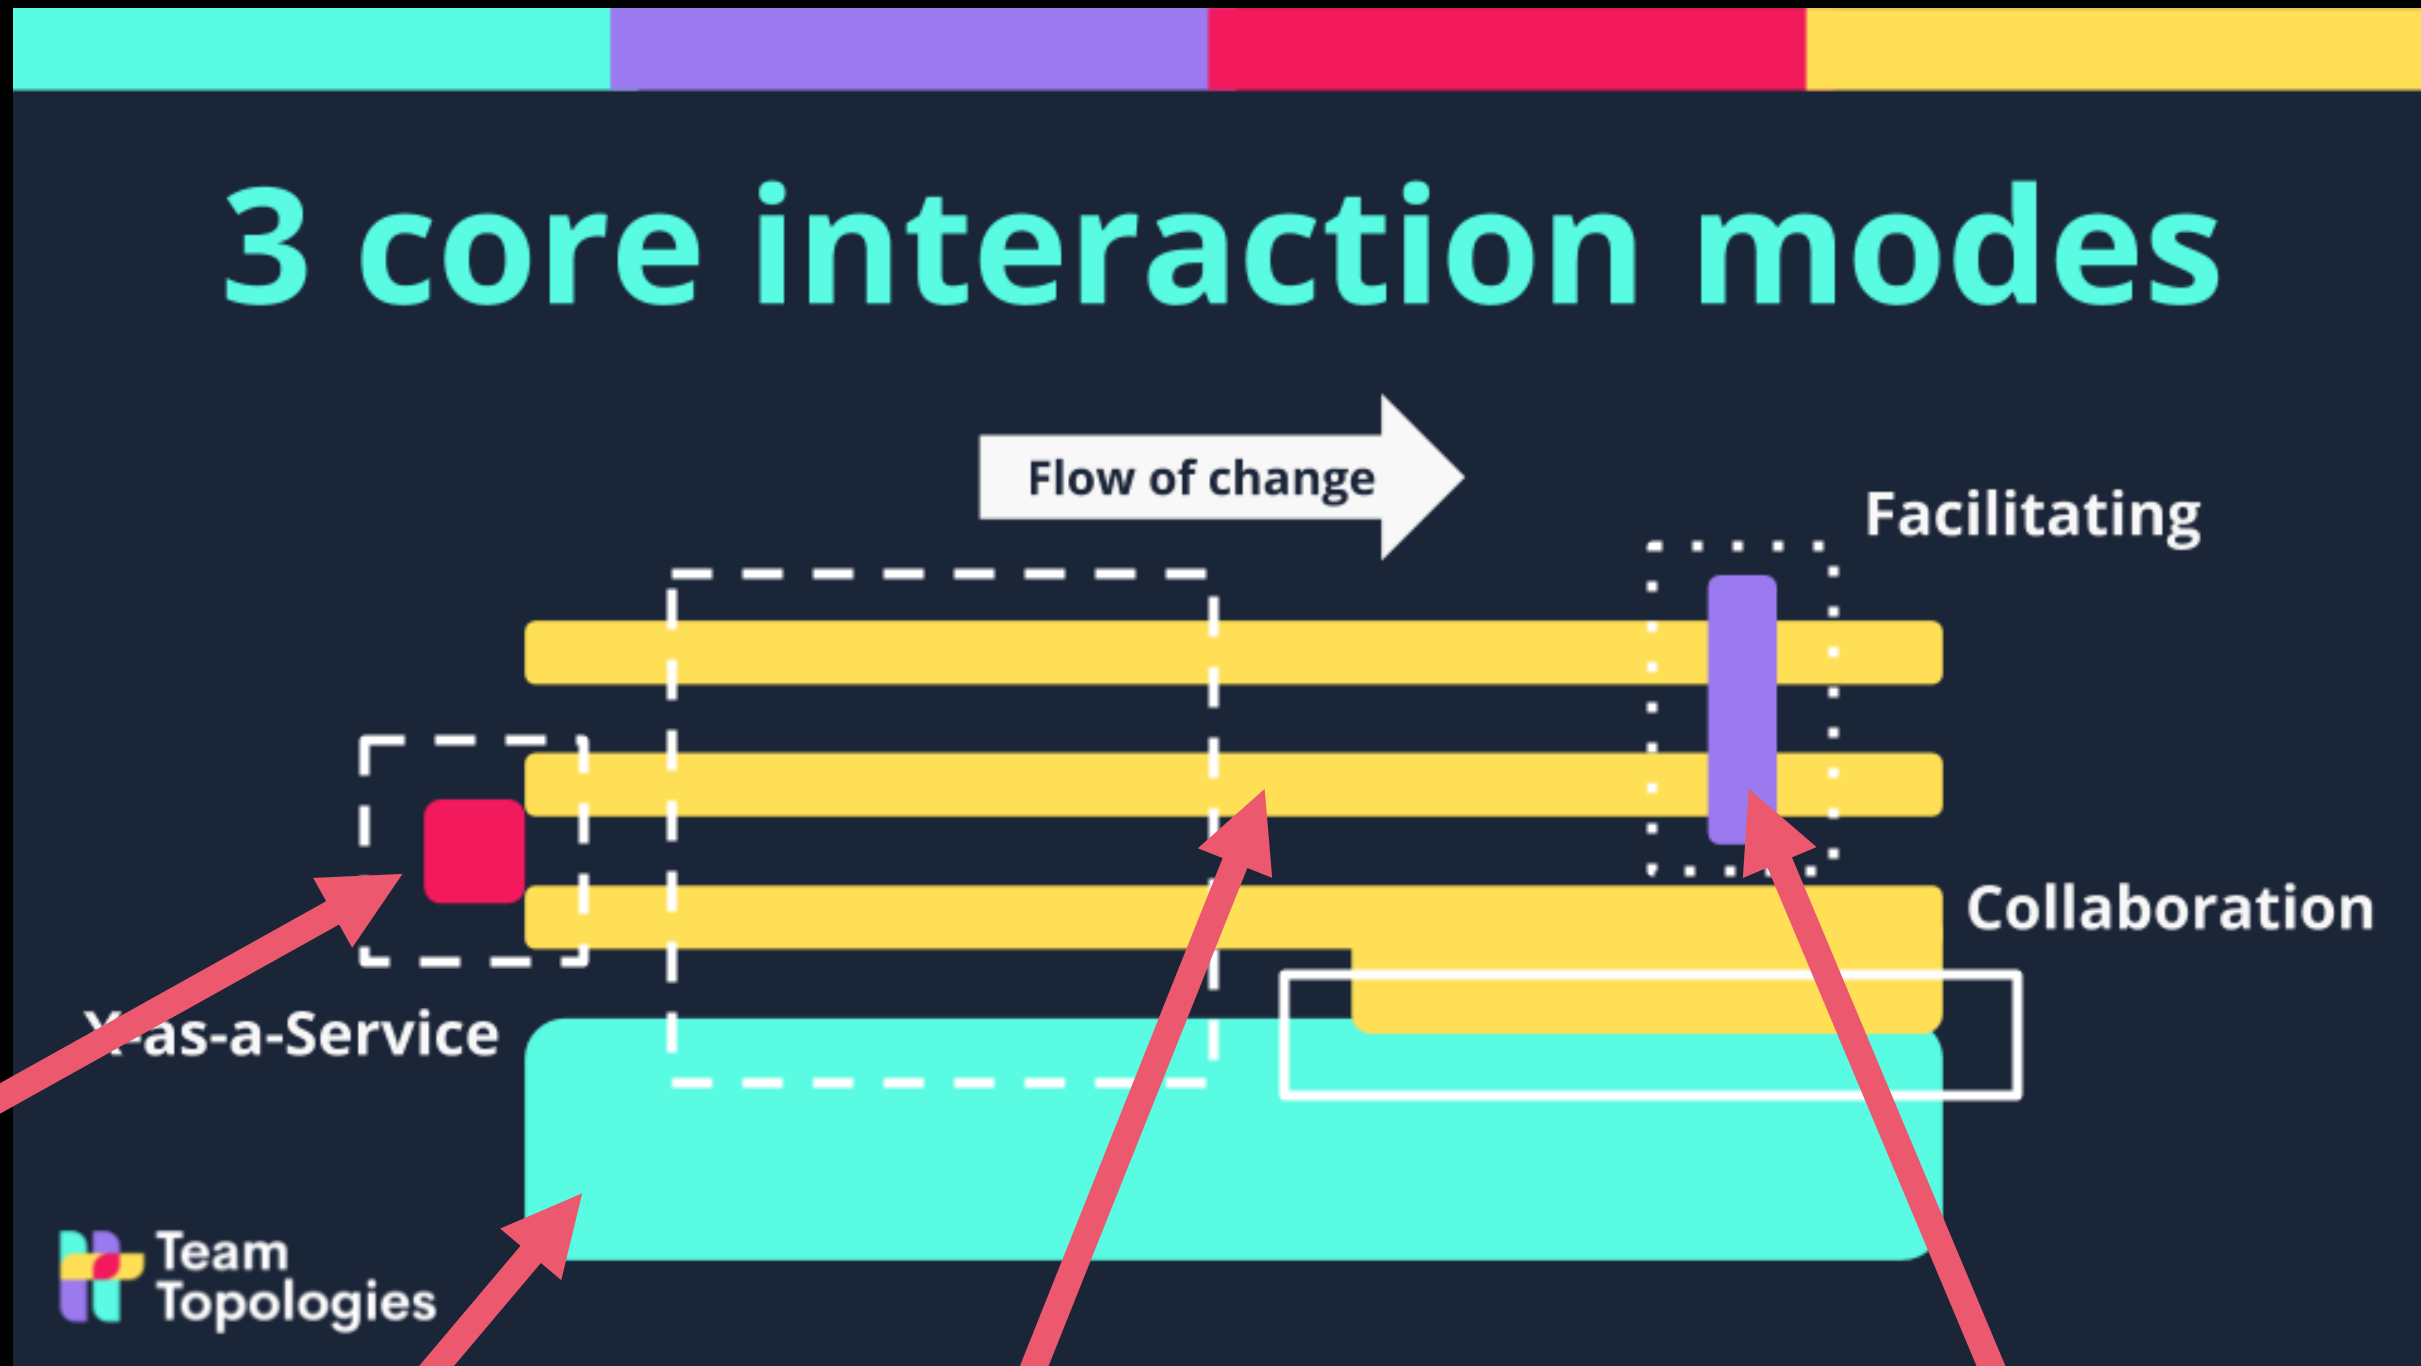 3 core interaction modes
Flow of change
Facilitating
Collaboration
X-as-a-Service
Team
Topologies